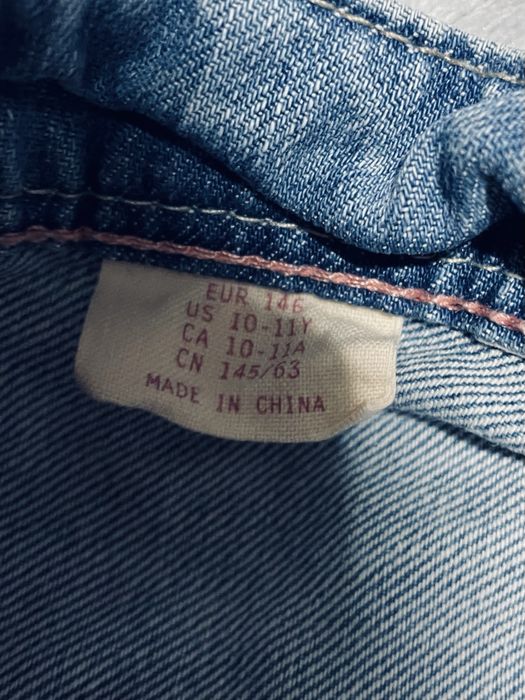 EUR 146
US 10-11Y
CA 10-11A
CN 145/63
MADE IN CHINA